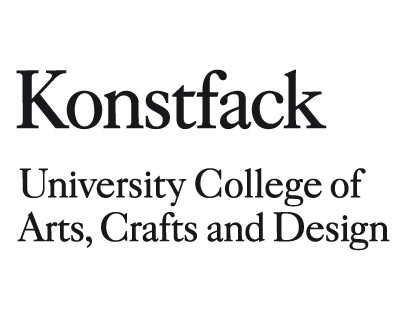 Konstfack
University College of
Arts, Crafts and Design